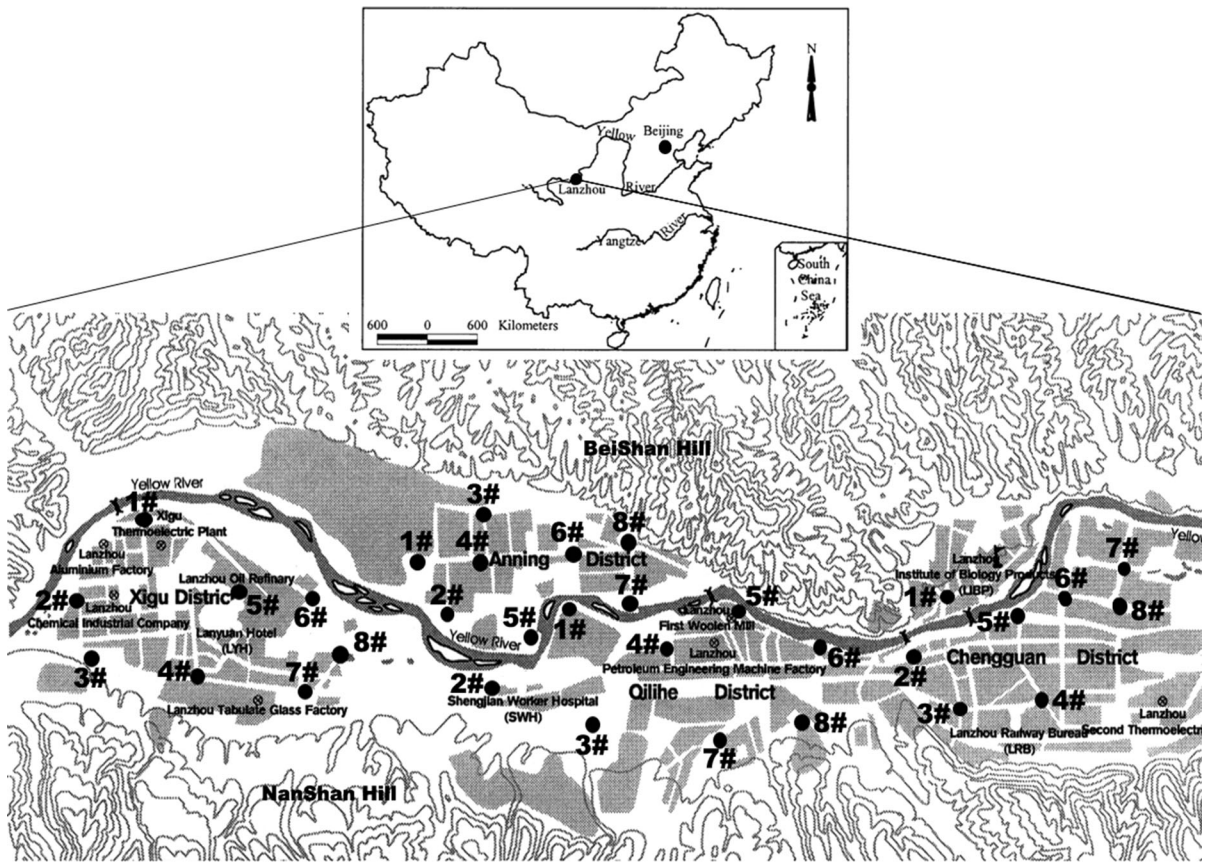 N
Yellow
Beijing
Lanzhou
River
Yangtze
River
South
China
Sea
600 0 600 Kilometers
BeiShan Hill
Yellow River
1#
Xigu
Thermoelectric Plant
Lanzhou
Aluminium Factory
Lanzhou Oil Refinary
2#
Lanzhou
Xigu Distric
5#
6#
Chemical Industrial Company
Lanyuan Hotel
(LYH)
8#
3#
4#
7#
Lanzhou Tabulate Glass Factory
NanShan Hill
3#
1#
4#
6#
8#
Anning District
2#
7#
5#
Yellow River
1#
5#
Lanzhou
First Woolen Mill
4#
Lanzhou
6#
Petroleum Engineering Machine Factory
2#
Shengjian Worker Hospital
(SWH)
Qilihe District
3#
7#
8#
Yellow
Lanzhou
Institute of Biology Products
(LIBP)
7#
1#
6#
8#
5#
2#
Chengguan District
3#
4#
Lanzhou Railway Bureau
(LRB)
Lanzhou
Second Thermoelectri